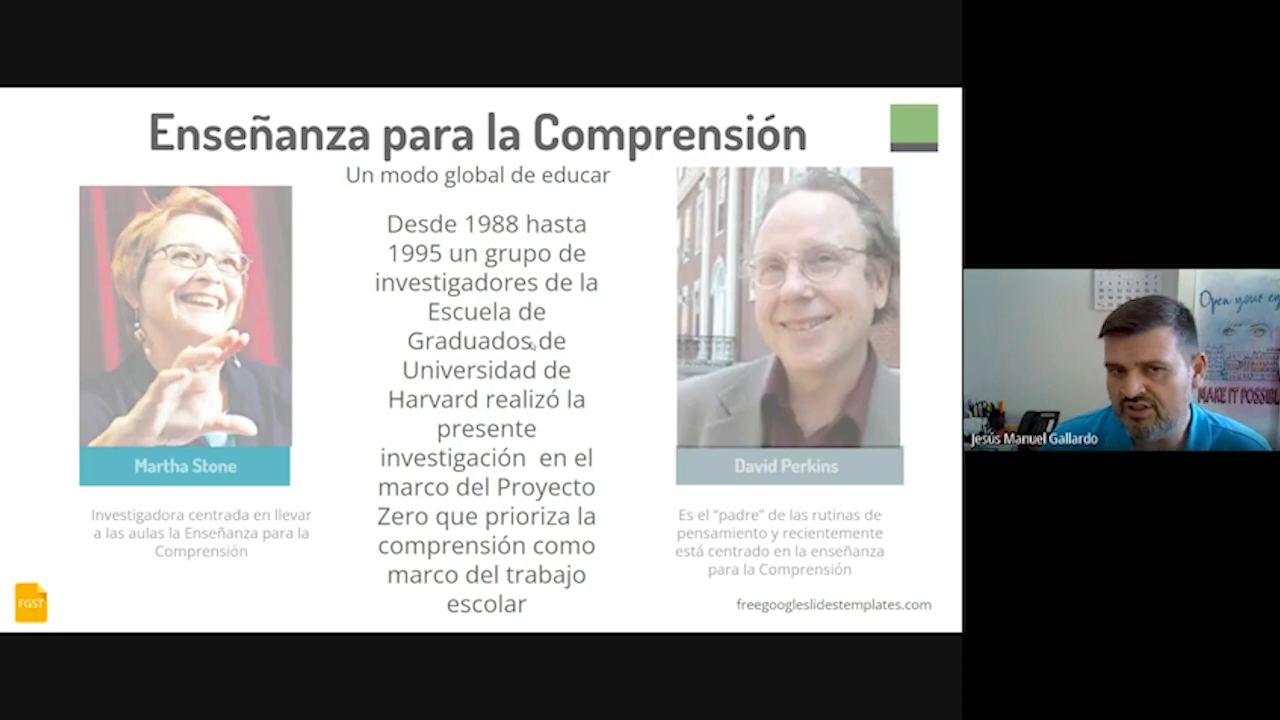 Enseñanza para la Comprensión
Un modo global de educar
Desde 1988 hasta
1995 un grupo de
investigadores de la
Escuela de
Graduados de
Universidad de
Harvard realizó la
presente
investigación en el
marco del Proyecto
Zero que prioriza la
comprensión como
marco del trabajo
escolar
Martha Stone
Investigadora centrada en llevar
a las aulas la Enseñanza para la
Comprensión
David Perkins
Es el “padre” de las rutinas de
pensamiento y recientemente
está centrado en la enseñanza
para la Comprensión
FGST
freegoogleslidestemplates.com
Open your
MAKE IT
Jesús Manuel Gallardo